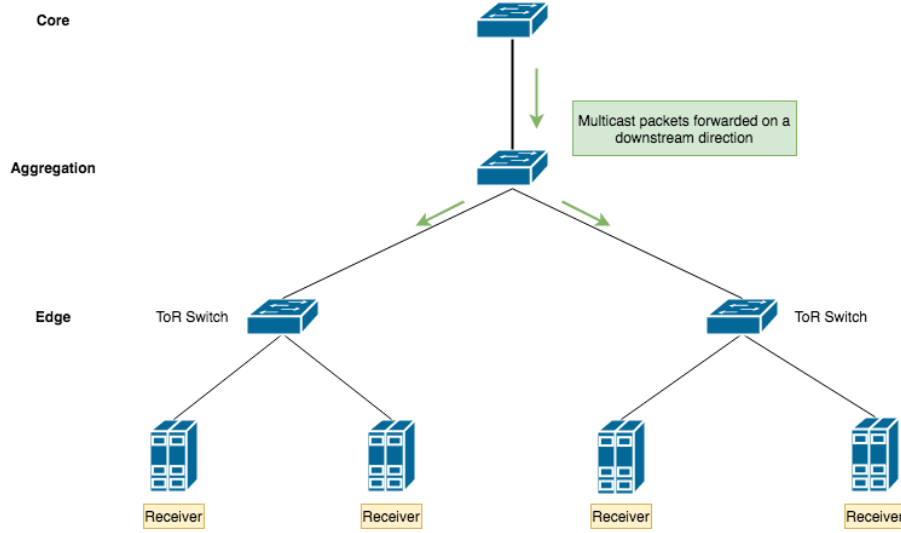 Core
Multicast packets forwarded on a
downstream direction
Aggregation
Edge
ToR Switch
ToR Switch
Receiver
Receiver
Receiver
Receiver